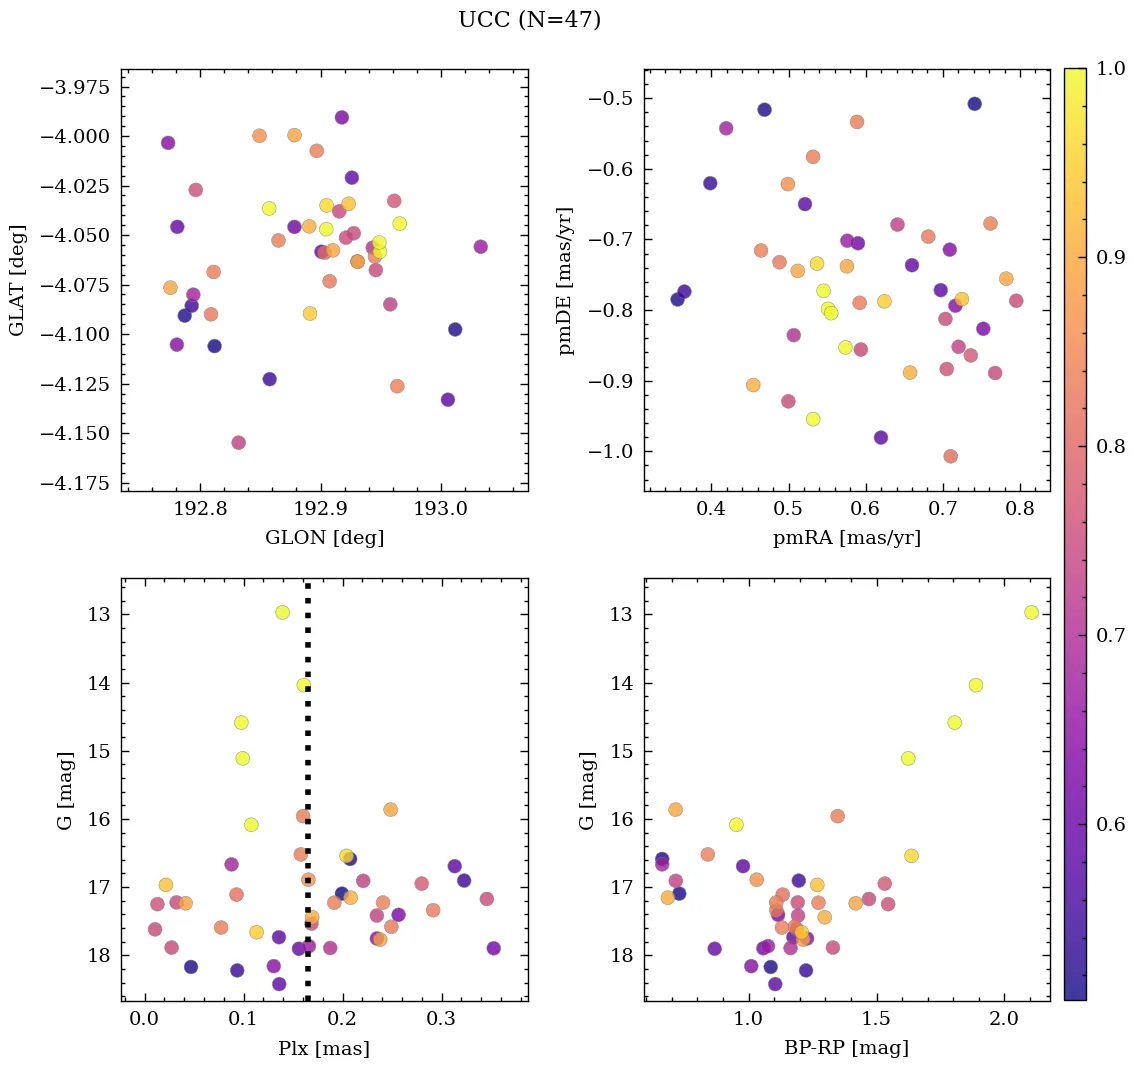 UCC (N=47)
−3.975
−4.000
−4.025
−4.050
−4.075
−4.100
−4.125
−4.150
−4.175
GLAT [deg]
192.8 192.9 193.0
GLON [deg]
−0.5
−0.6
−0.7
−0.8
−0.9
−1.0
pmDE [mas/yr]
0.4 0.5 0.6 0.7 0.8
pmRA [mas/yr]
1.0
0.9
0.8
0.7
0.6
13
14
15
16
17
18
G [mag]
0.0 0.1 0.2 0.3
Plx [mas]
13
14
15
16
17
18
G [mag]
1.0 1.5 2.0
BP-RP [mag]